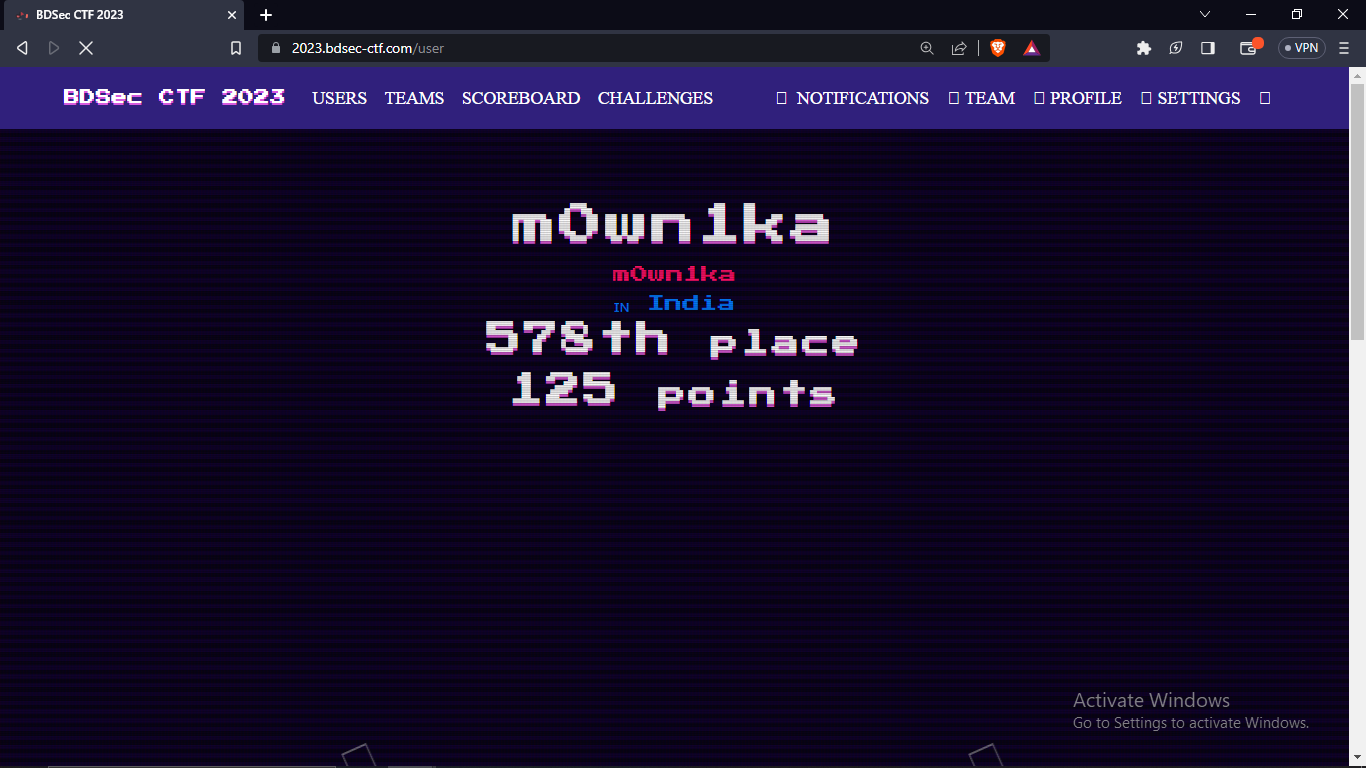 BDSec CTF 2023
2023.bdsec-ctf.com/user
VPN
BDSec CTF 2023 USERS TEAMS SCOREBOARD CHALLENGES NOTIFICATIONS TEAM PROFILE SETTINGS
m0wn1ka
m0wn1ka
IN India
578th place
125 points
Activate Windows
Go to Settings to activate Windows.